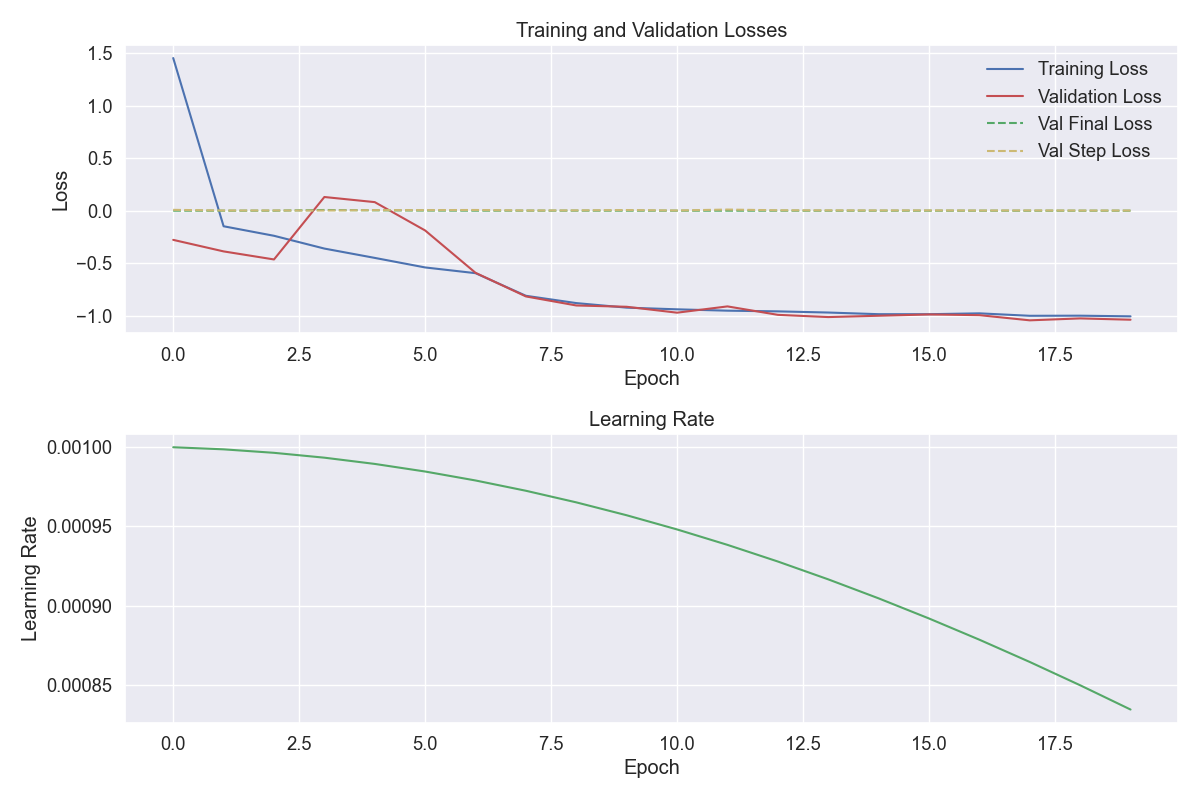 Training and Validation Losses
1.5
1.0
0.5
0.0
−0.5
−1.0
Loss
Training Loss
Validation Loss
Val Final Loss
Val Step Loss
0.0 2.5 5.0 7.5 10.0 12.5 15.0 17.5
Epoch
Learning Rate
0.00100
0.00095
0.00090
0.00085
Learning Rate
0.0 2.5 5.0 7.5 10.0 12.5 15.0 17.5
Epoch